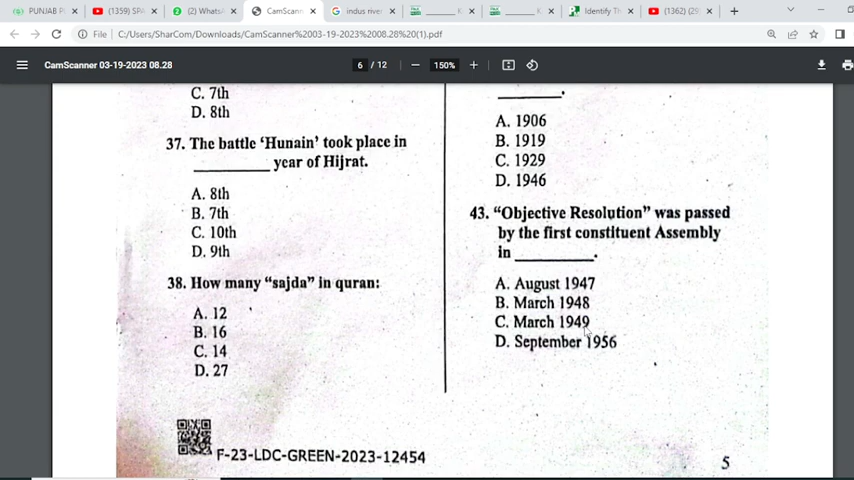 PUNJAB P
(1359) SPA
(2) Whats
CamScann
indus river
K
K
Identify Th
(1362) (29
File
C:/Users/SharCom/Downloads/CamScanner%2003-19-2023%2008.28%20(1).pdf
CamScanner 03-19-2023 08.28
6 / 12
150%
C. 7th
D. 8th
37. The battle ‘Hunain’ took place in
_________ year of Hijrat.
A. 8th
B. 7th
C. 10th
D. 9th
38. How many “sajda” in quran:
A. 12
B. 16
C. 14
D. 27
F-23-LDC-GREEN-2023-12454
________.
A. 1906
B. 1919
C. 1929
D. 1946
43. “Objective Resolution” was passed
by the first constituent Assembly
in __________.
A. August 1947
B. March 1948
C. March 1949
D. September 1956
5